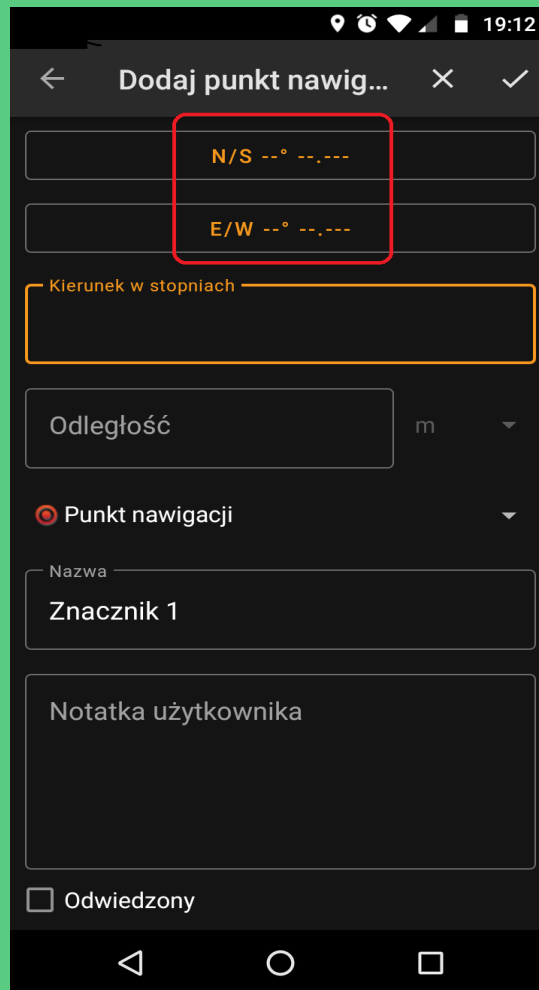 19:12
Dodaj punkt nawig...
N/S --° --.---
E/W --° --.---
Kierunek w stopniach
Odległość
m
Punkt nawigacji
Nazwa
Znacznik 1
Notatka użytkownika
Odwiedzony